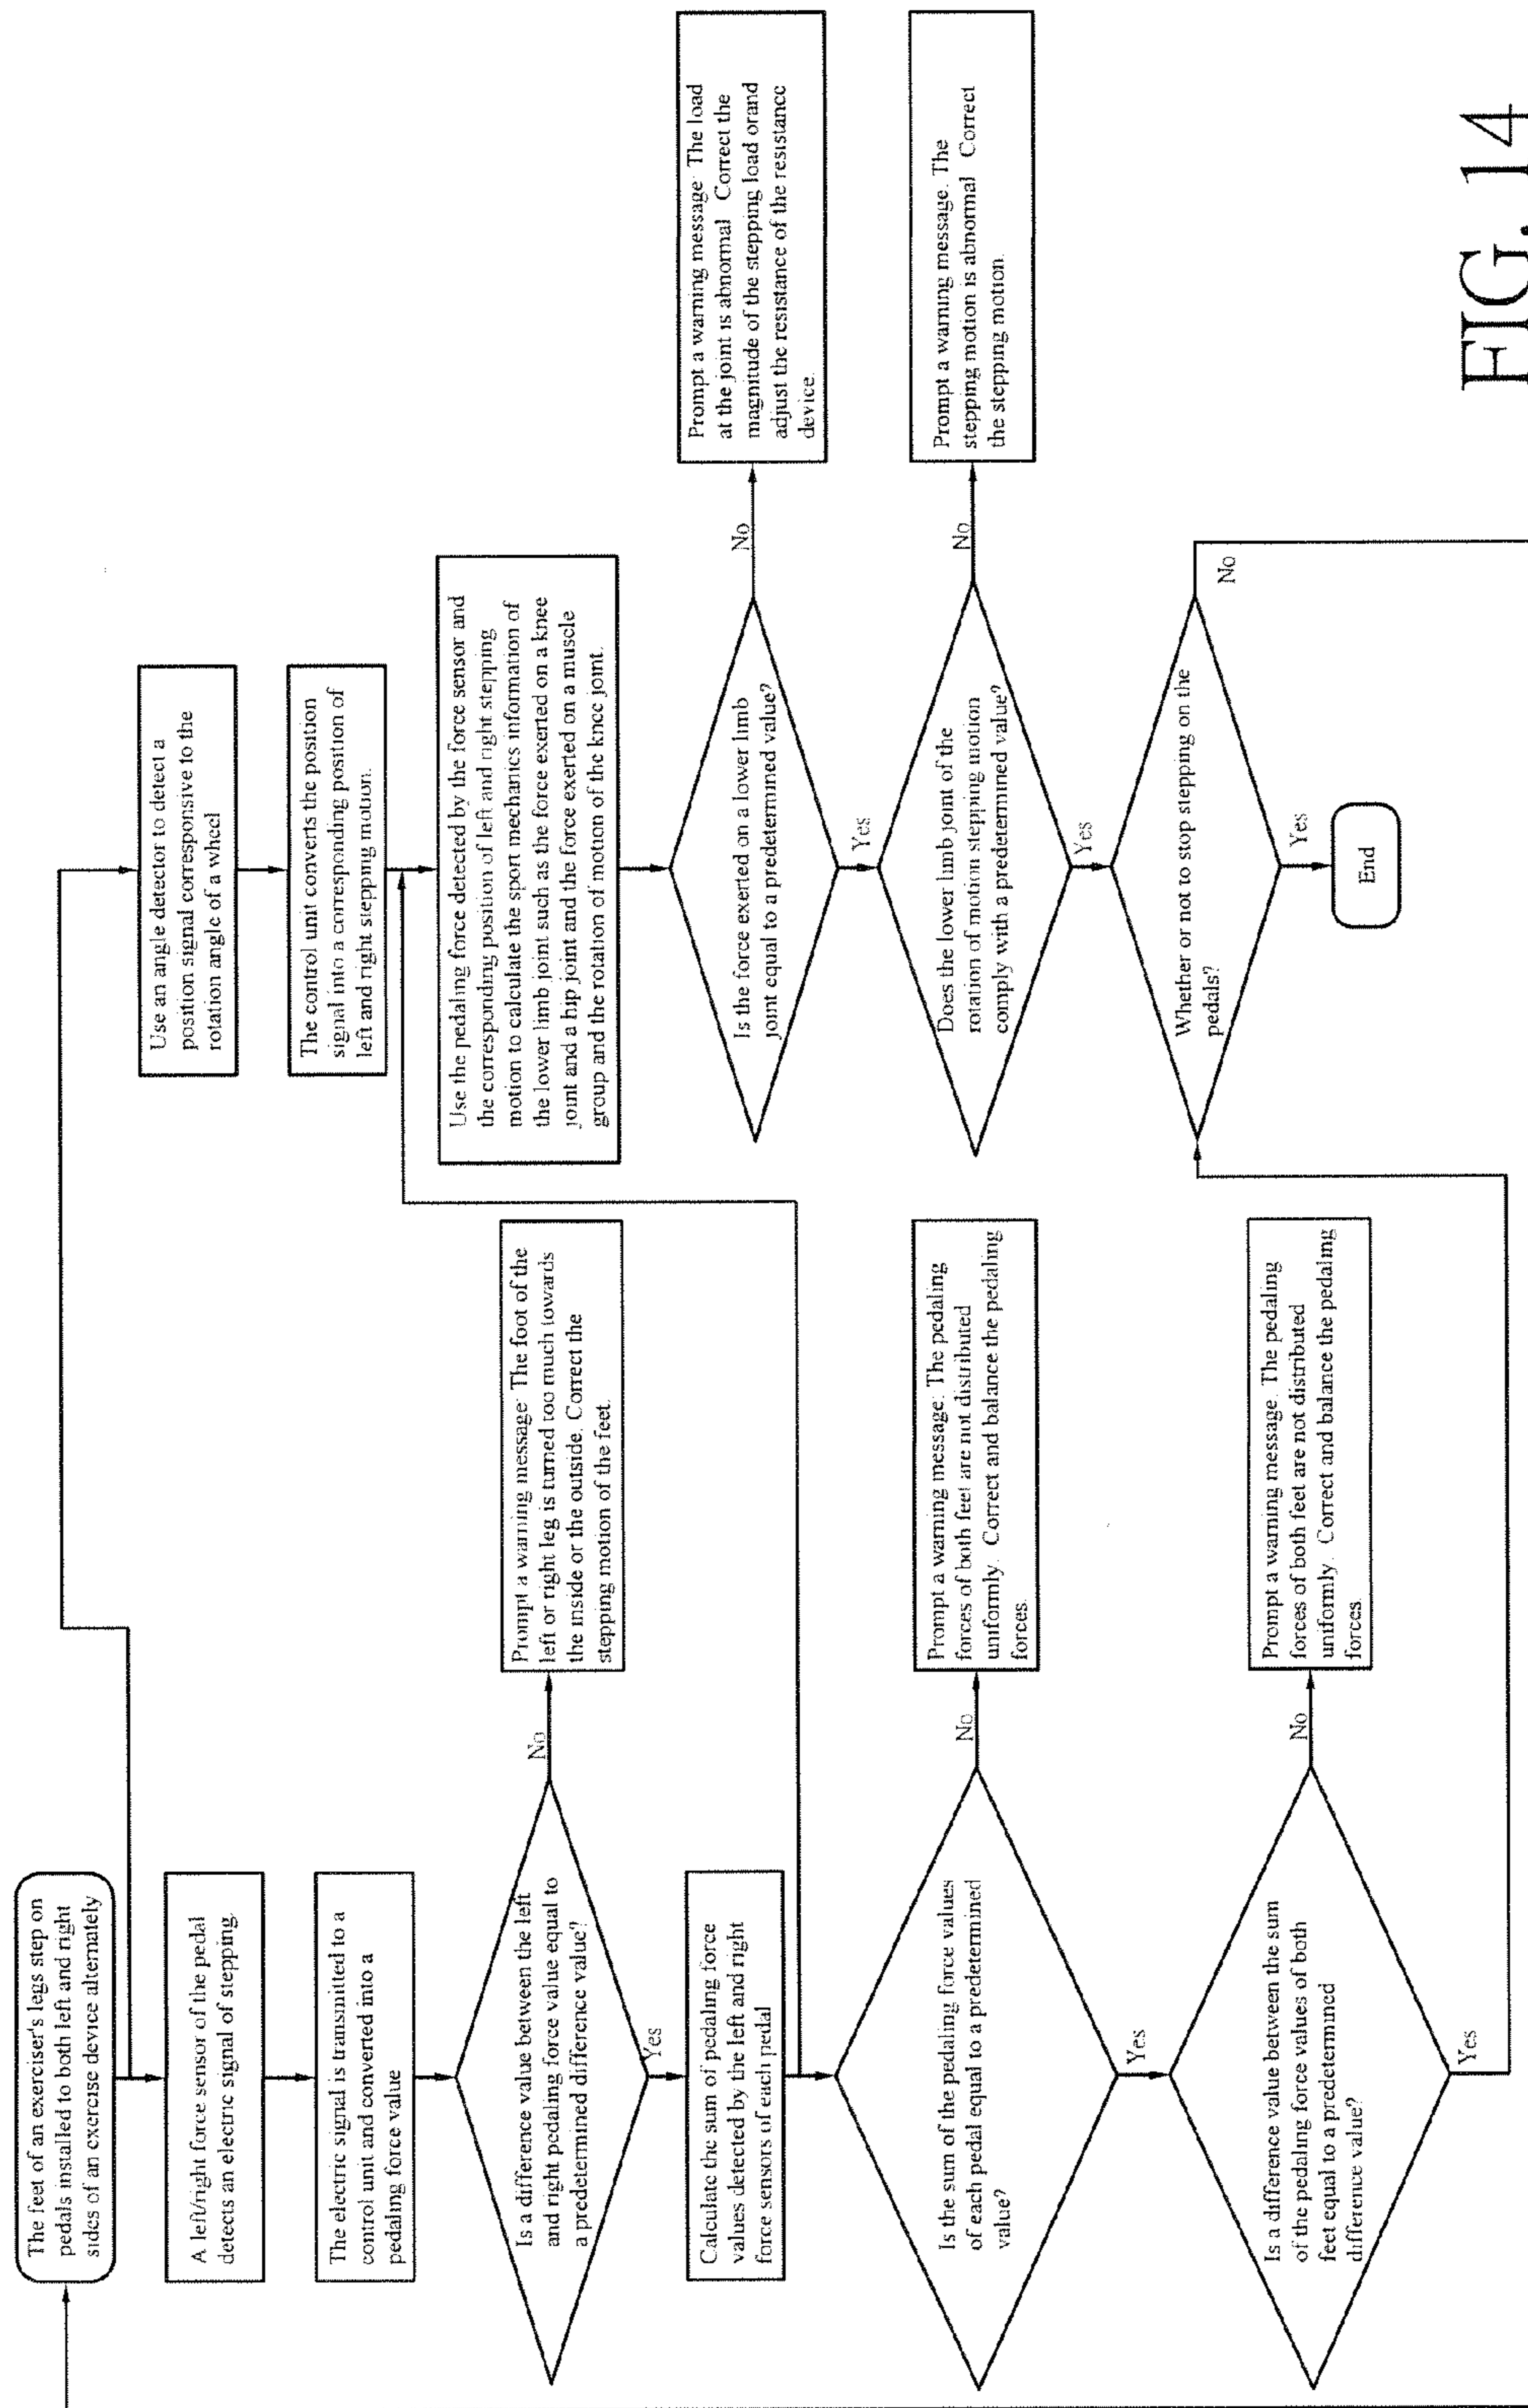 The feet of an exerciser's legs step on
pedals installed to both left and right
sides of an exercise device alternately
A left/right force sensor of the pedal
detects an electric signal of stepping.
The electric signal is transmitted to a
control unit and converted into a
pedaling force value
Is a difference value between the left
and right pedaling force value equal to
a predetermined difference value?
No
Prompt a warning message: The foot of the
left or right leg is turned too much towards
the inside or the outside. Correct the
stepping motion of the feet.
Yes
Calculate the sum of pedaling force
values detected by the left and right
force sensors of each pedal
Is the sum of the pedaling force values
of each pedal equal to a predetermined
value?
No
Prompt a warning message: The pedaling
forces of both feet are not distributed
uniformly. Correct and balance the pedaling
forces.
Yes
Is a difference value between the sum
of the pedaling force values of both
feet equal to a predetermined
difference value?
No
Prompt a warning message. The pedaling
forces of both feet are not distributed
uniformly. Correct and balance the pedaling
forces.
Yes
Use an angle detector to detect a
position signal corresponsive to the
rotation angle of a wheel
The control unit converts the position
signal into a corresponding position of
left and right stepping motion.
Use the pedaling force detected by the force sensor and
the corresponding position of left and right stepping
motion to calculate the sport mechanics information of
the lower limb joint such as the force exerted on a knee
joint and a hip joint and the force exerted on a muscle
group and the rotation of motion of the knee joint.
Is the force exerted on a lower limb
joint equal to a predetermined value?
No
Prompt a warning message: The load
at the joint is abnormal Correct the
magnitude of the stepping load orand
adjust the resistance of the resistance
device.
Yes
Does the lower limb joint of the
rotation of motion stepping motion
comply with a predetermined value?
No
Prompt a warning message. The
stepping motion is abnormal Correct
the stepping motion.
Yes
Whether or not to stop stepping on the
pedals?
No
Yes
End
FIG. 14